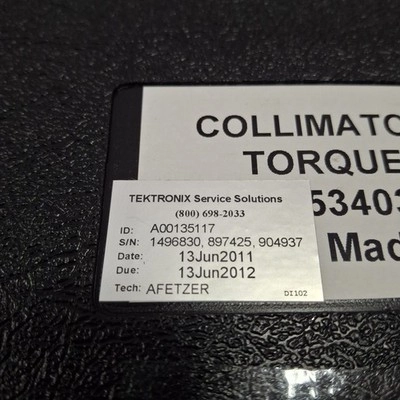 COLLIMATO
TORQUE
53403
Mad
TEKTRONIX Service Solutions
(800) 698-2033
ID: A00135117
S/N: 1496830, 897425, 904937
Date: 13Jun2011
Due: 13Jun2012
Tech: AFETZER DI102